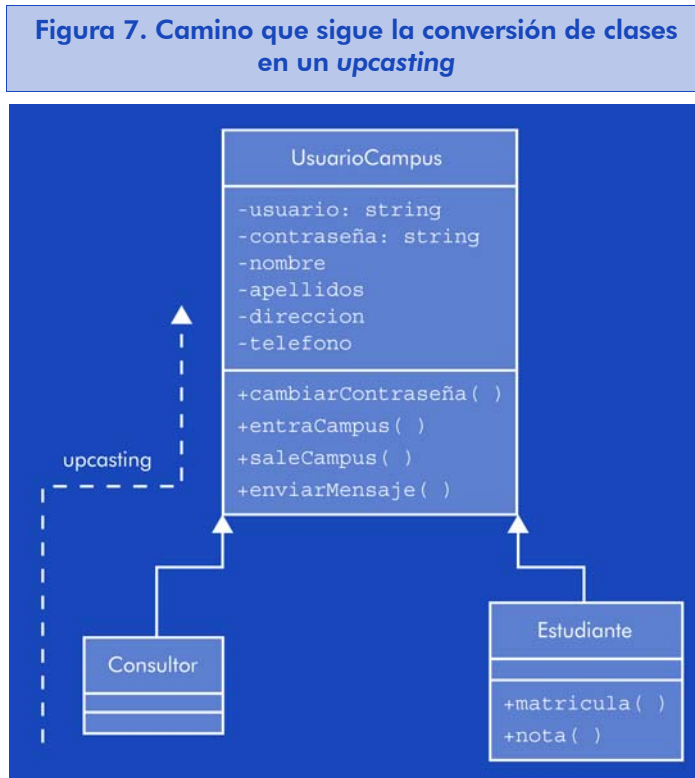 Figura 7. Camino que sigue la conversión de clases
en un upcasting
UsuarioCampus
-usuario: string
-contraseña: string
-nombre
-apellidos
-direccion
-telefono
+cambiarContraseña( )
+entraCampus( )
+saleCampus( )
+enviarMensaje( )
upcasting
Consultor
Estudiante
+matricula( )
+nota( )